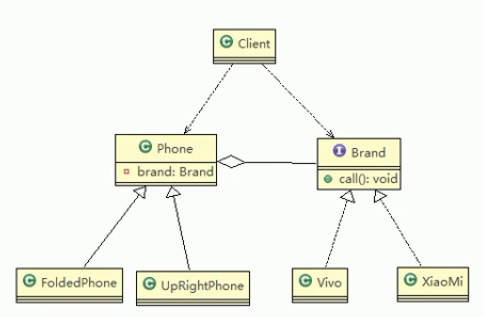 C Client
C Phone
brand: Brand
I Brand
call(): void
C FoldedPhone
C UpRightPhone
C Vivo
C XiaoMi